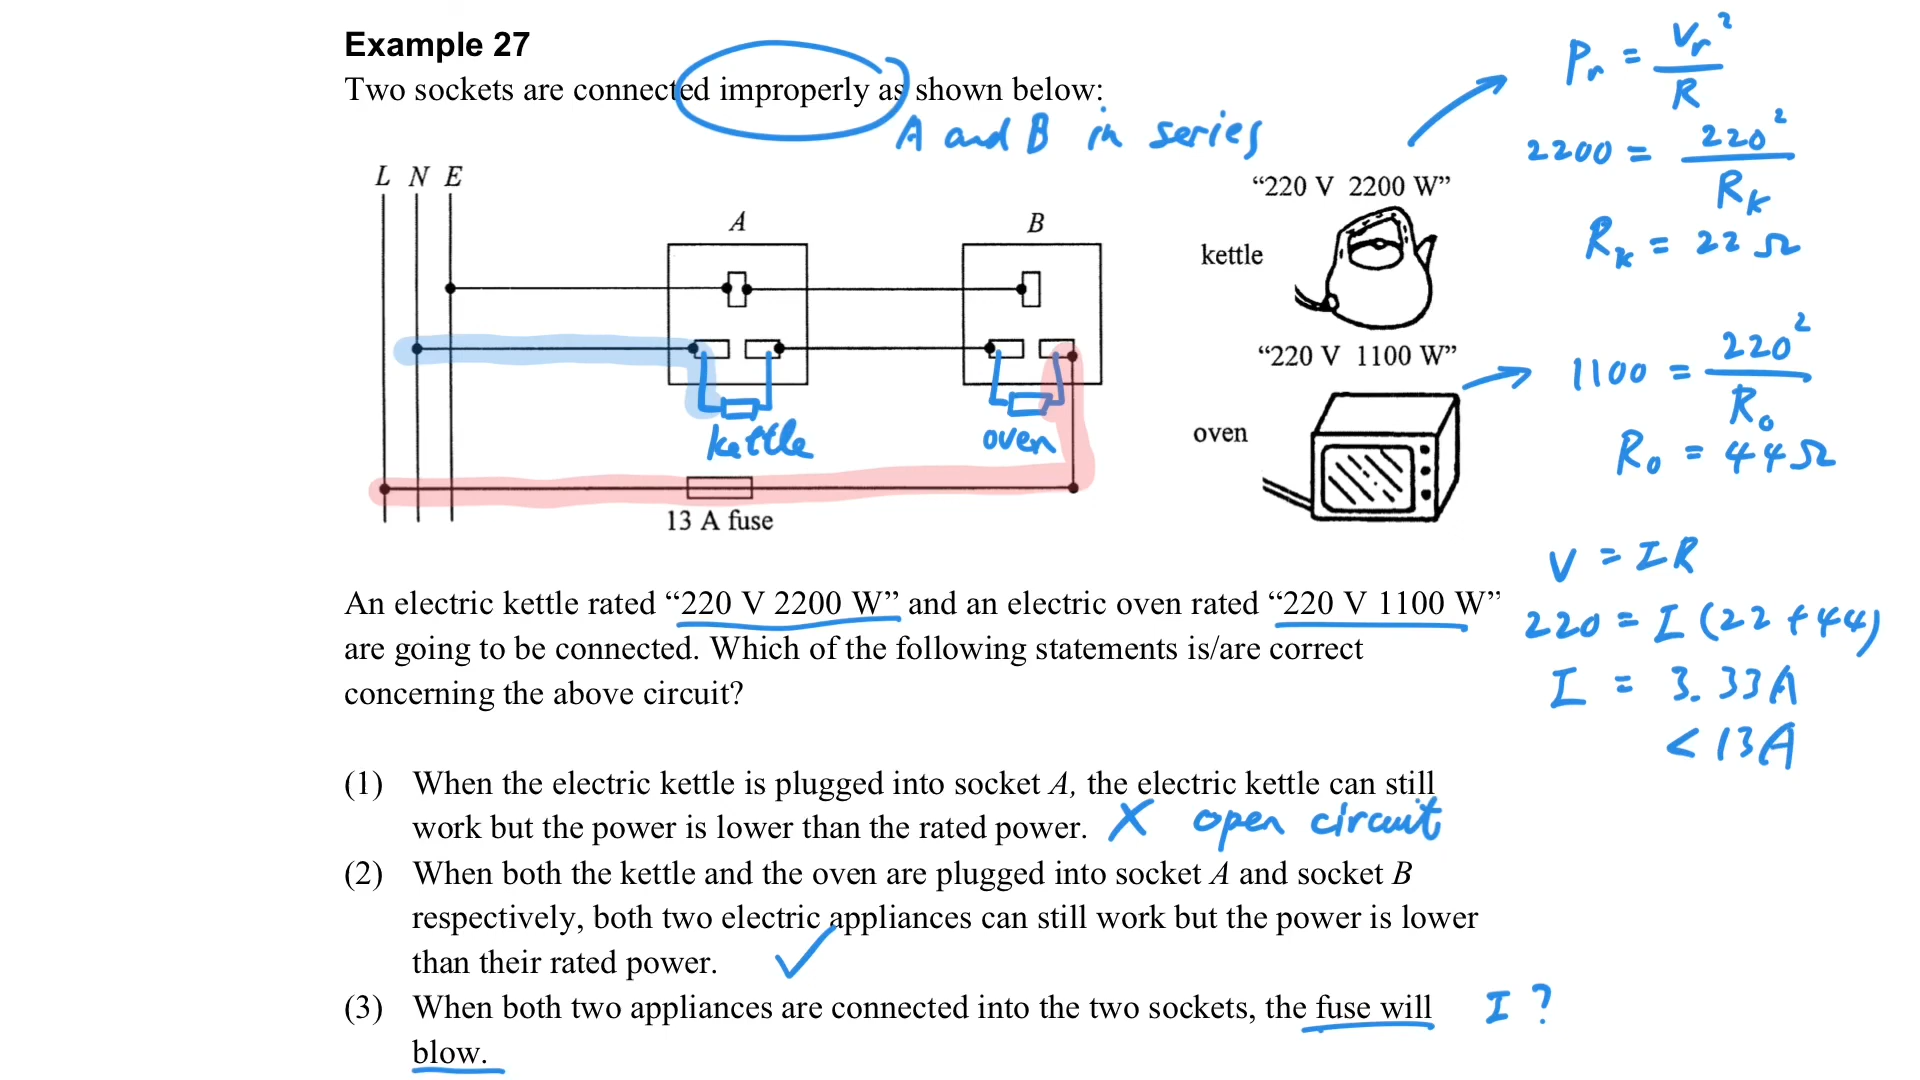 Example 27
Two sockets are connected improperly as shown below:
A and B in series
L N E
A
B
kettle
oven
13 A fuse
"220 V 2200 W"
kettle
"220 V 1100 W"
oven
Pr = Vr² / R
2200 = 220² / RK
RK = 22 Ω
1100 = 220² / Ro
Ro = 44 Ω
V = IR
220 = I (22 + 44)
I = 3.33A
< 13A
An electric kettle rated “220 V 2200 W” and an electric oven rated “220 V 1100 W”
are going to be connected. Which of the following statements is/are correct
concerning the above circuit?
(1) When the electric kettle is plugged into socket A, the electric kettle can still
work but the power is lower than the rated power. ✗ open circuit
(2) When both the kettle and the oven are plugged into socket A and socket B
respectively, both two electric appliances can still work but the power is lower
than their rated power. ✓
(3) When both two appliances are connected into the two sockets, the fuse will I ?
blow.